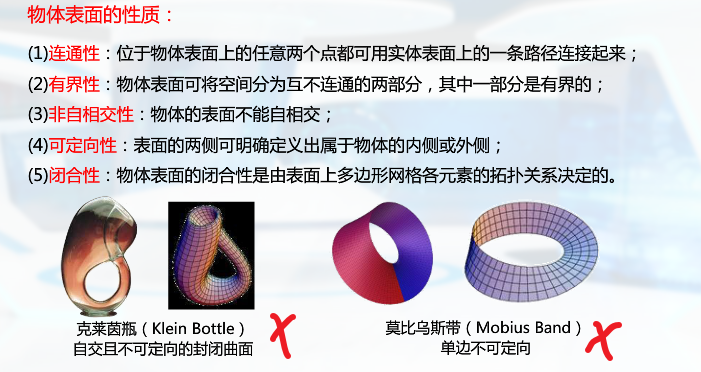 物体表面的性质：
(1)连通性：位于物体表面上的任意两个点都可用实体表面上的一条路径连接起来；
(2)有界性：物体表面可将空间分为互不连通的两部分，其中一部分是有界的；
(3)非自相交性：物体的表面不能自相交；
(4)可定向性：表面的两侧可明确定义出属于物体的内侧或外侧；
(5)闭合性：物体表面的闭合性是由表面上多边形网格各元素的拓扑关系决定的。
克莱茵瓶（Klein Bottle）
自交且不可定向的封闭曲面
莫比乌斯带（Mobius Band）
单边不可定向